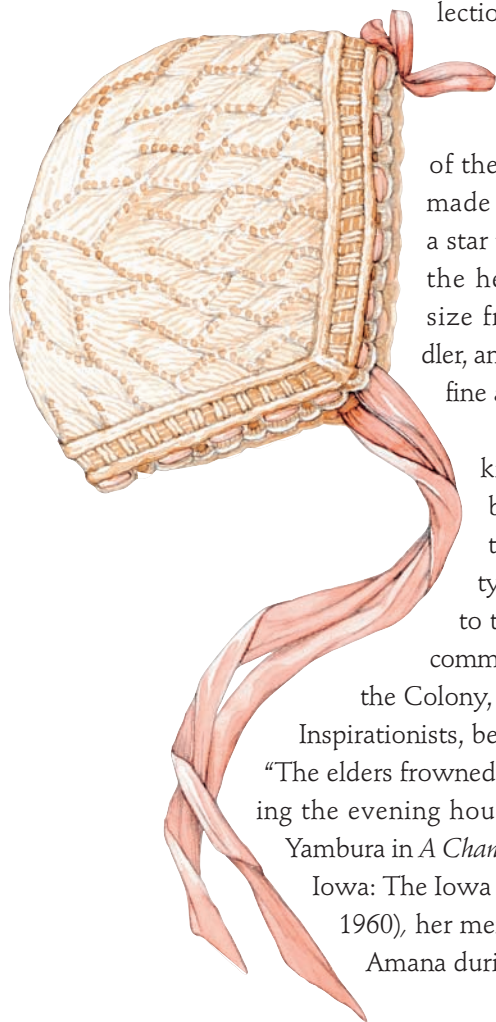 lectio
of the
made
a star
the he
size fr
dler, an
fine a
k
b
t
ty
to t
comm
the Colony,
Inspirationists, be
“The elders frowned
ing the evening hou
Yambura in A Chan
Iowa: The Iowa
1960), her me
Amana duri